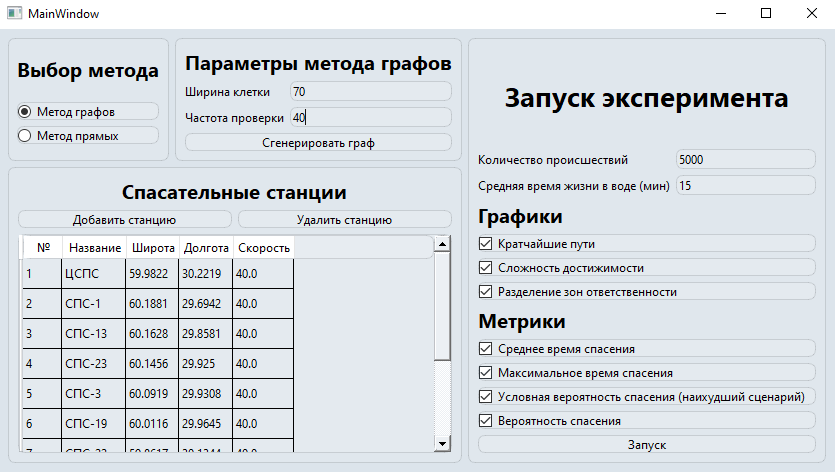 MainWindow
Выбор метода
Метод графов
Метод прямых
Параметры метода графов
Ширина клетки 70
Частота проверки 40
Сгенерировать граф
Спасательные станции
Добавить станцию Удалить станцию
№ Название Широта Долгота Скорость
1 ЦСПС 59.9822 30.2219 40.0
2 СПС-1 60.1881 29.6942 40.0
3 СПС-13 60.1628 29.8581 40.0
4 СПС-23 60.1456 29.925 40.0
5 СПС-3 60.0919 29.9308 40.0
6 СПС-19 60.0116 29.9645 40.0
7 40.0
Запуск эксперимента
Количество происшествий 5000
Средняя время жизни в воде (мин) 15
Графики
Кратчайшие пути
Сложность достижимости
Разделение зон ответственности
Метрики
Среднее время спасения
Максимальное время спасения
Условная вероятность спасения (наихудший сценарий)
Вероятность спасения
Запуск